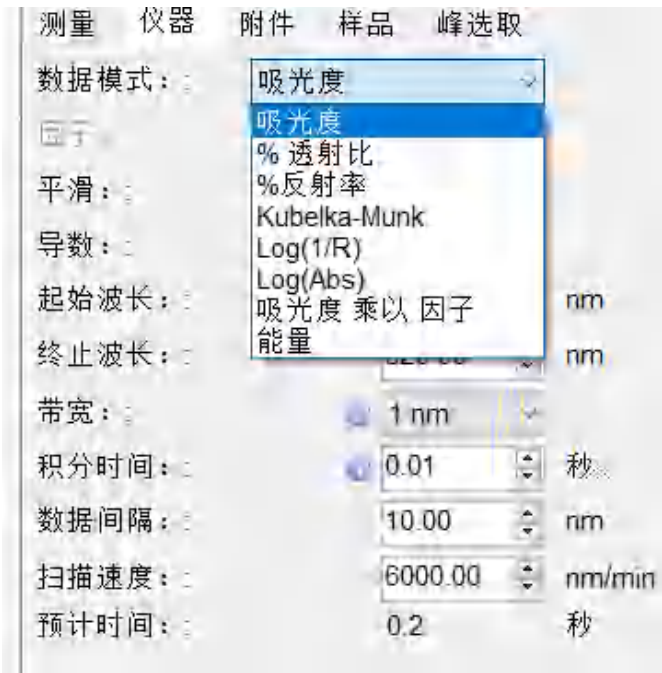 测量 仪器 附件 样品 峰选取
数据模式： 吸光度
吸光度
% 透射比
%反射率
Kubelka-Munk
Log(1/R)
Log(Abs)
吸光度 乘以 因子
能量
平滑：
导数：
起始波长： nm
终止波长： nm
带宽： 1 nm
积分时间： 0.01 秒
数据间隔： 10.00 nm
扫描速度： 6000.00 nm/min
预计时间： 0.2 秒